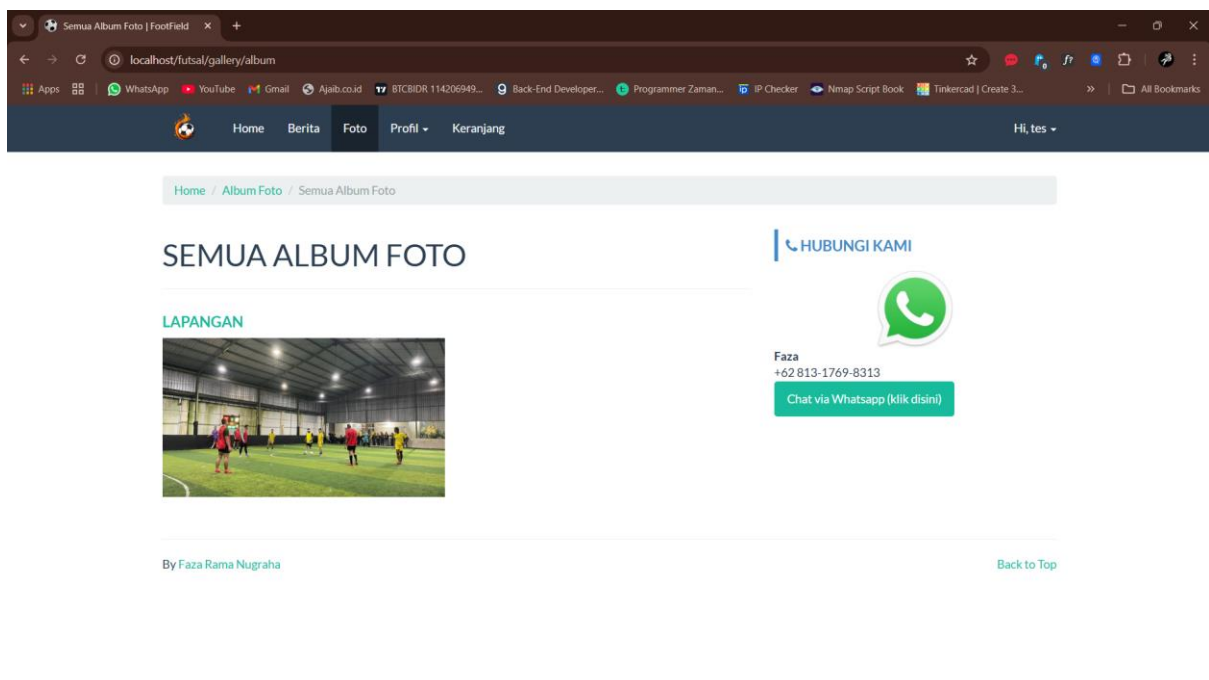 Semua Album Foto | FootField
localhost/futsal/gallery/album
Apps WhatsApp YouTube Gmail Ajaib.co.id BTCBIDR 114206949... Back-End Developer... Programmer Zaman... IP Checker Nmap Script Book Tinkercad | Create 3... » All Bookmarks
Home Berita Foto Profil Keranjang Hi, tes
Home / Album Foto / Semua Album Foto
SEMUA ALBUM FOTO
LAPANGAN
HUBUNGI KAMI
Faza
+62 813-1769-8313
Chat via Whatsapp (klik disini)
By Faza Rama Nugraha Back to Top